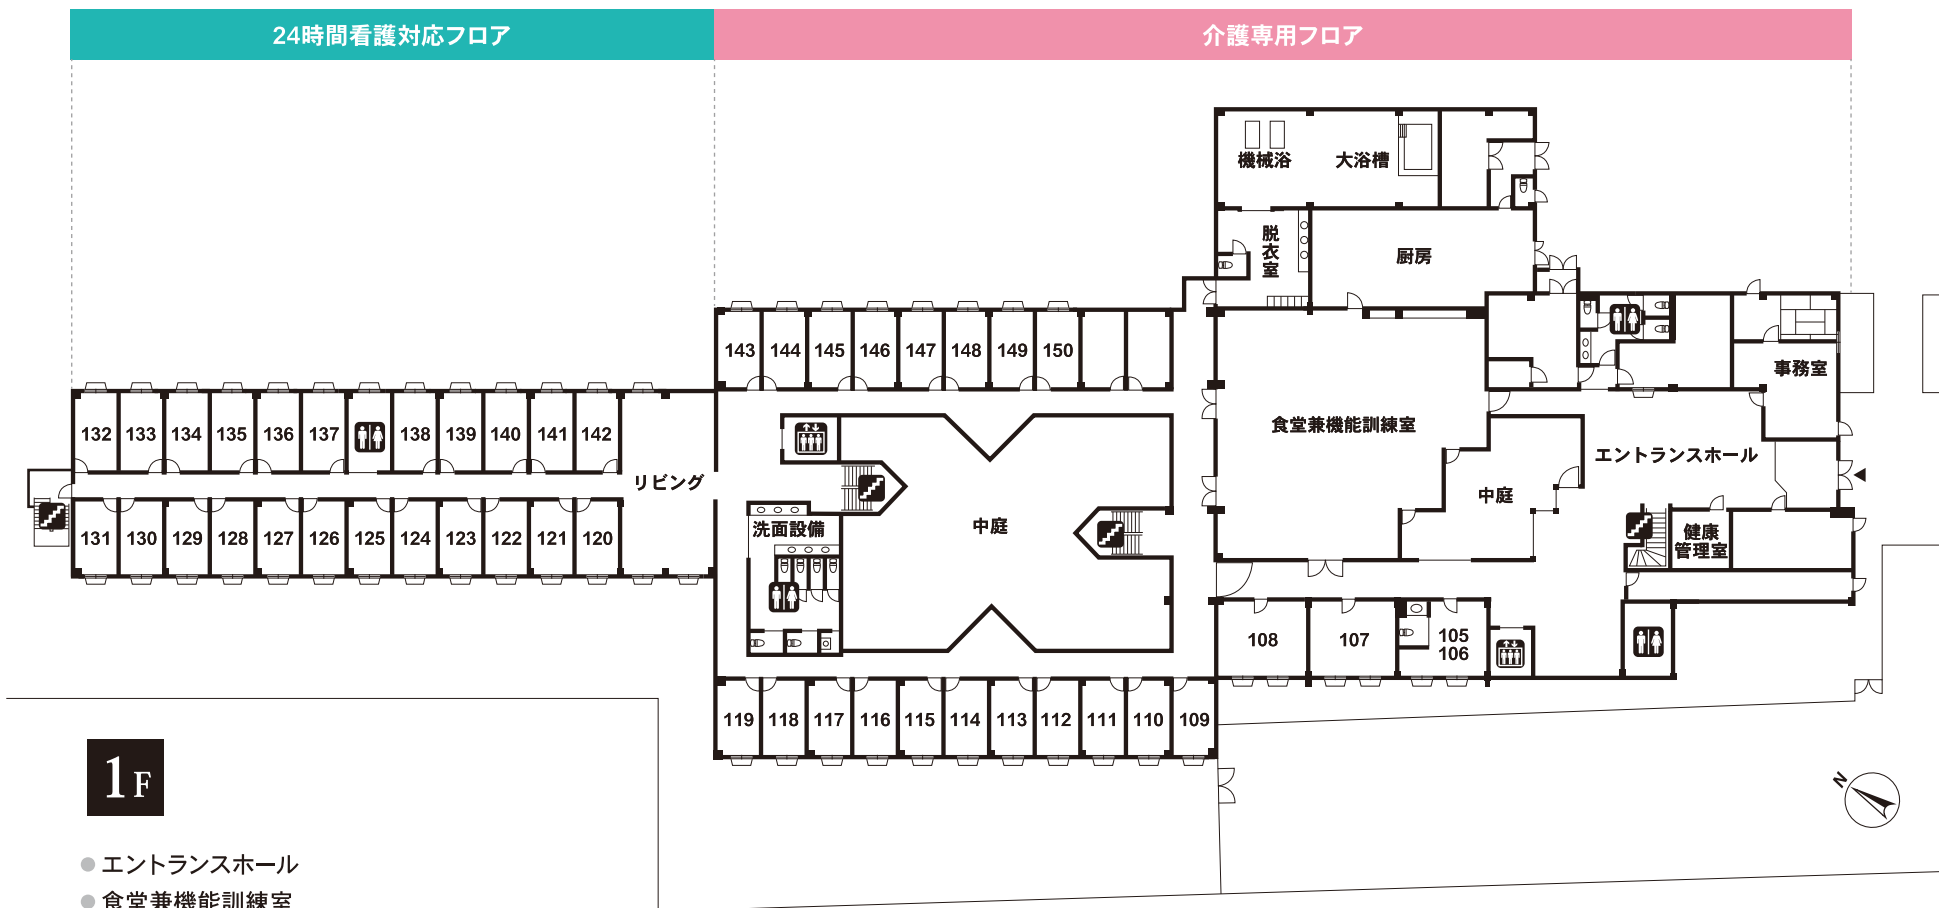 24時間看護対応フロア
介護専用フロア
機械浴
大浴槽
脱衣室
厨房
143 144 145 146 147 148 149 150
事務室
132 133 134 135 136 137 138 139 140 141 142
食堂兼機能訓練室
エントランスホール
リビング
中庭
中庭
洗面設備
健康
管理室
131 130 129 128 127 126 125 124 123 122 121 120
108
107
105
106
119 118 117 116 115 114 113 112 111 110 109
1F
N
エントランスホール
食堂兼機能訓練室